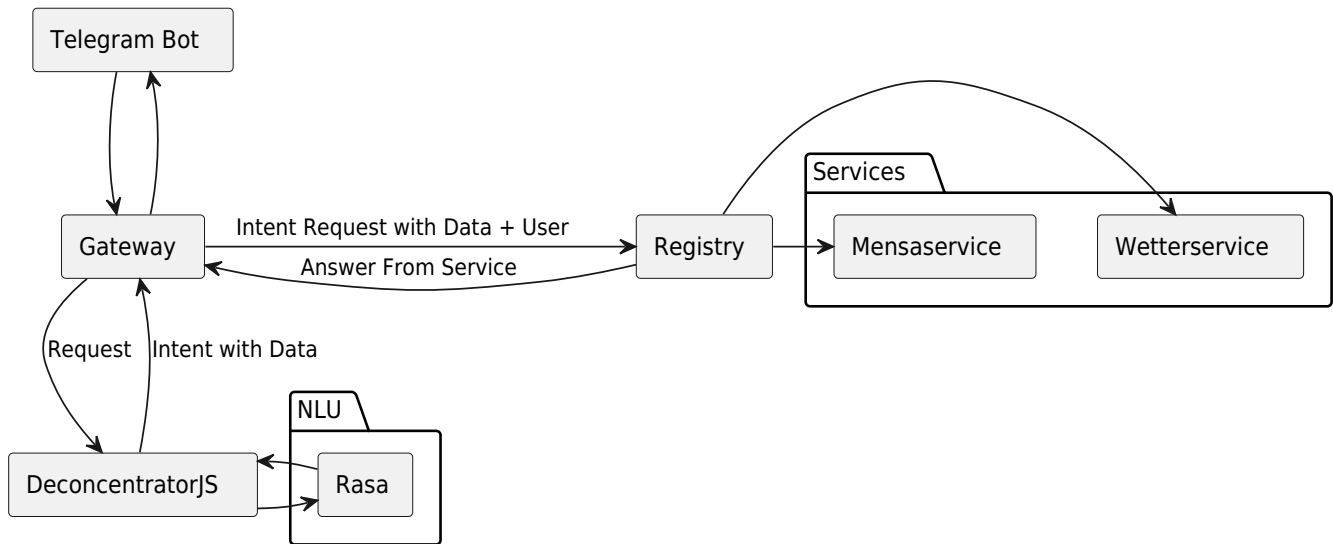 Telegram Bot
Services
Gateway
Intent Request with Data + User
Answer From Service
Registry
Mensaservice
Wetterservice
Request
Intent with Data
NLU
DeconcentratorJS
Rasa